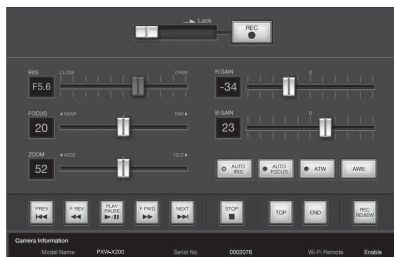 Lock
REC
IRIS CLOSE OPEN
F5.6
R.GAIN 0
-34
FOCUS NEAR FAR
20
B.GAIN 0
23
ZOOM WIDE TELE
52
AUTO IRIS
AUTO FOCUS
ATW
AWB
PREV
F REV
PLAY PAUSE
F FWD
NEXT
STOP
TOP
END
REC REVIEW
Camera Information
Model Name PXW-X200 Serial No. 0002076 Wi-Fi Remote Enable